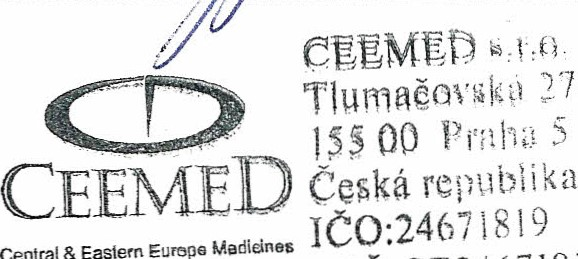 CEEMED
Central & Eastern Europe Medicines
CEEMED s.r.o.
Tlumačovská 27
155 00 Praha 5
Česká republika
IČO:24671819